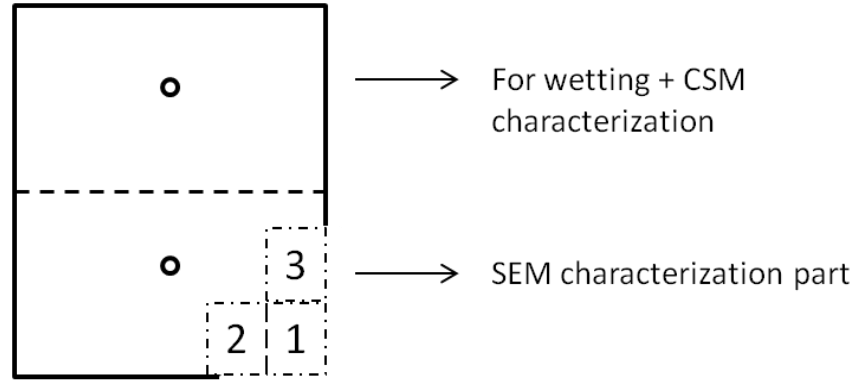 For wetting + CSM
characterization
3
SEM characterization part
2 1